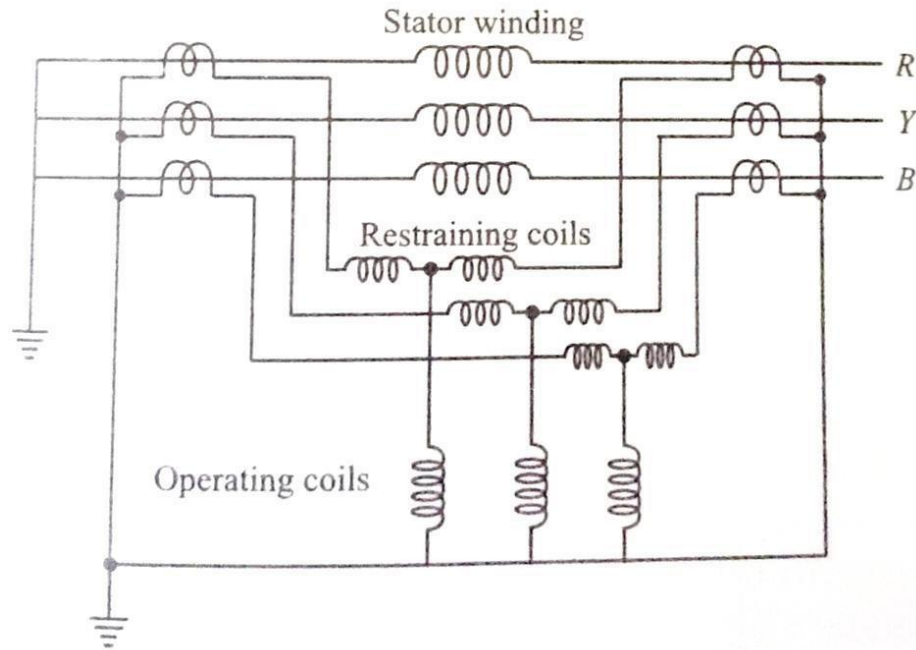 Stator winding
R
Y
B
Restraining coils
Operating coils